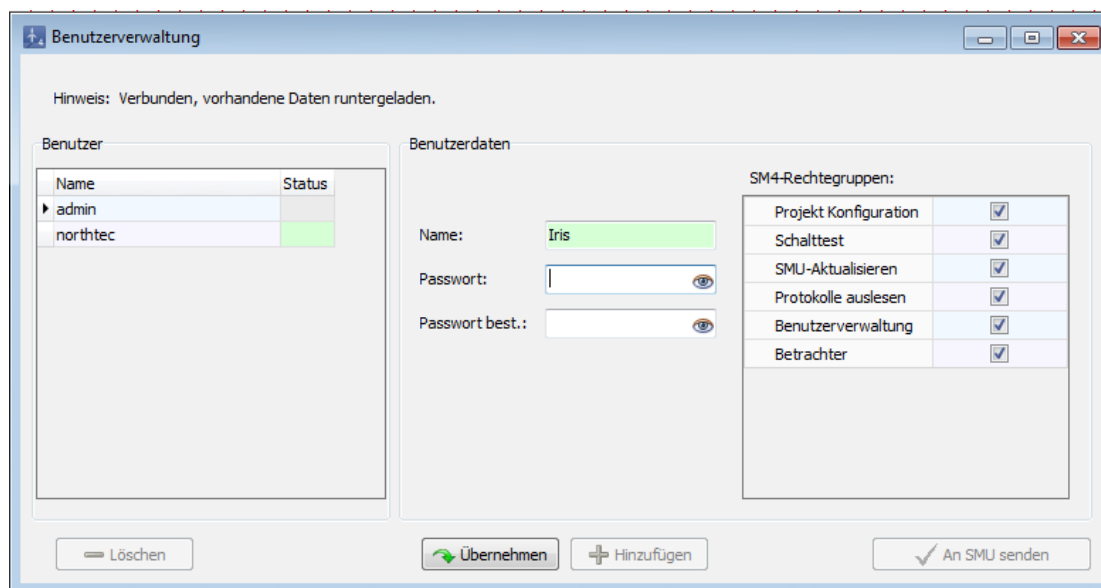 Benutzerverwaltung
Hinweis: Verbunden, vorhandene Daten runtergeladen.
Benutzer
Name Status
admin
northtec
Benutzerdaten
Name: Iris
Passwort:
Passwort best.:
SM4-Rechtegruppen:
Projekt Konfiguration
Schalttest
SMU-Aktualisieren
Protokolle auslesen
Benutzerverwaltung
Betrachter
Löschen
Übernehmen
Hinzufügen
An SMU senden